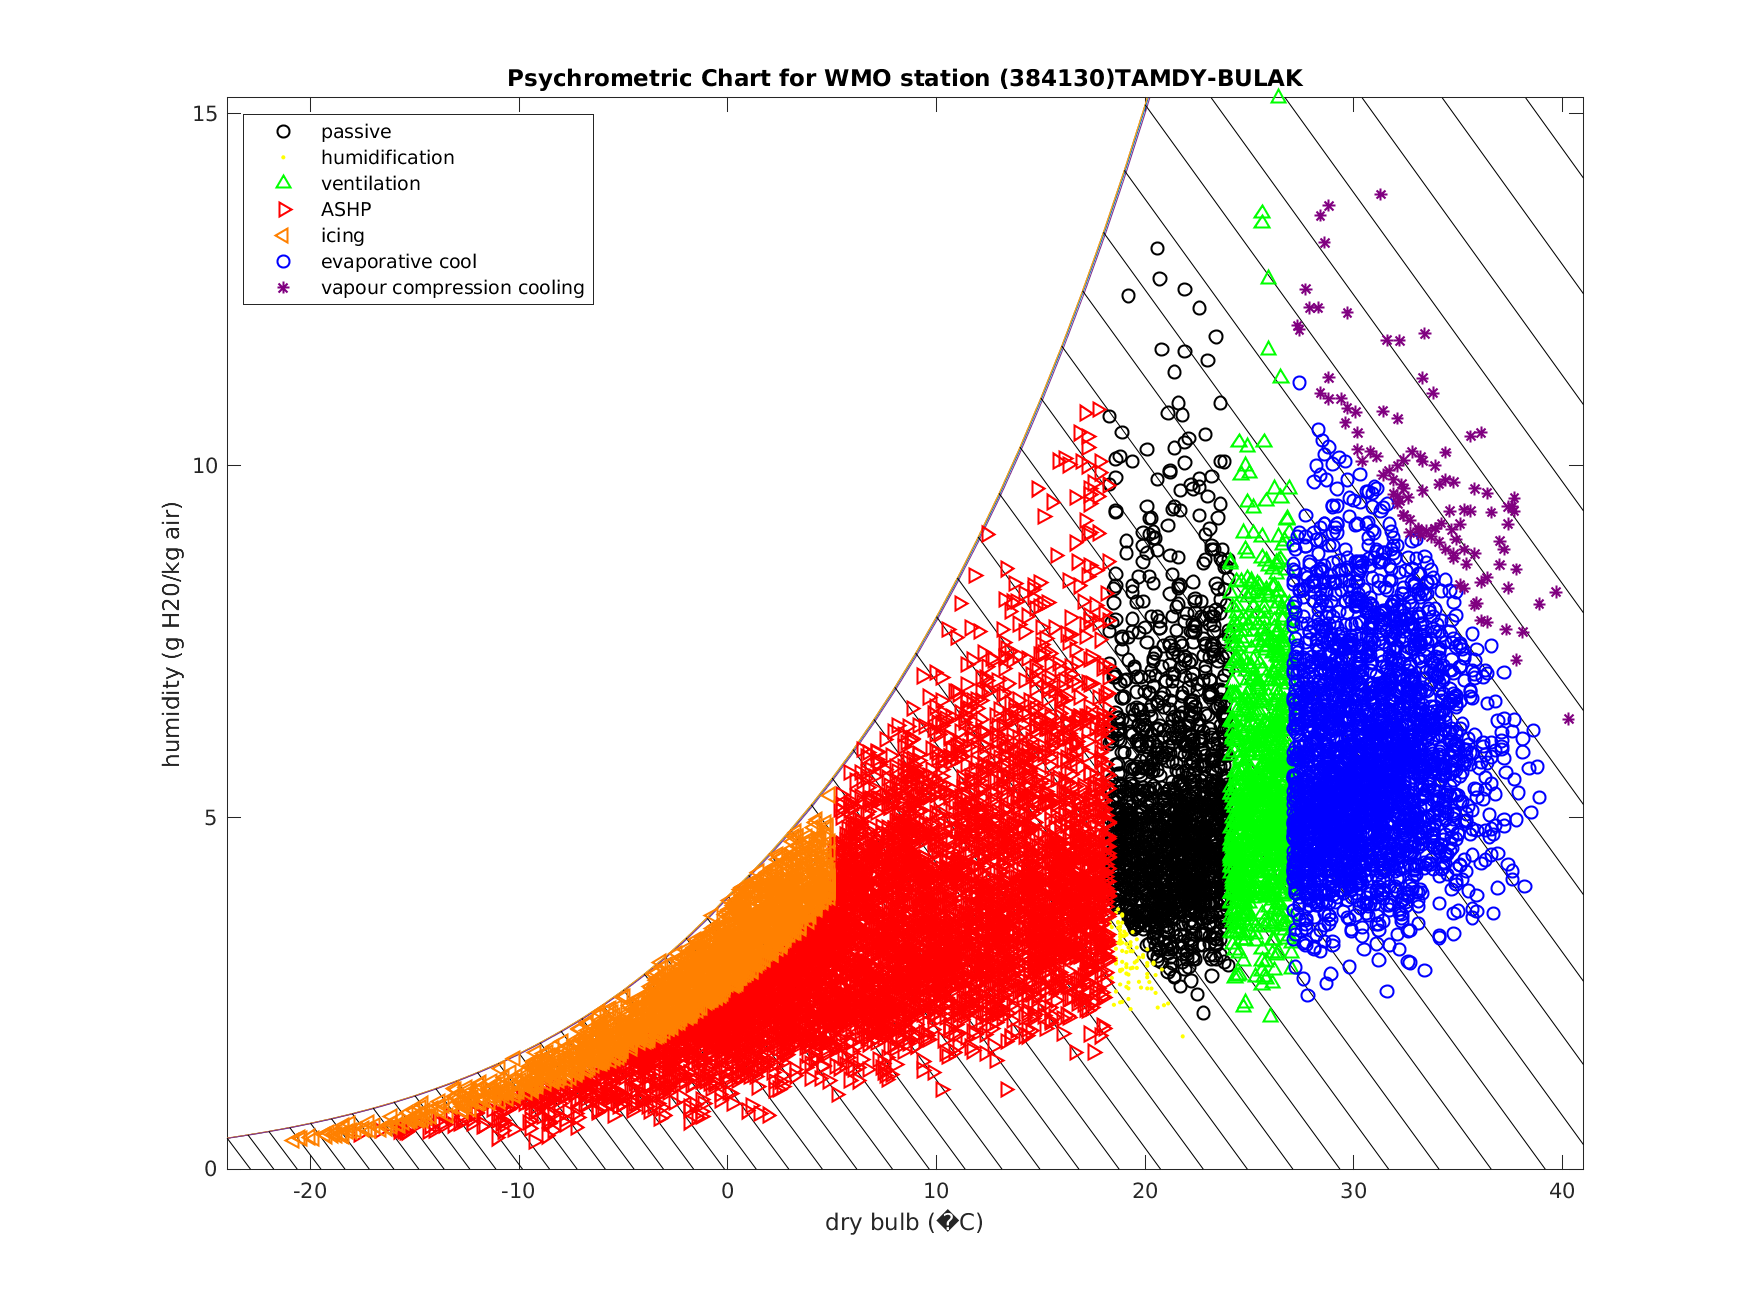 Psychrometric Chart for WMO station (384130)TAMDY-BULAK
15
passive
humidification
ventilation
ASHP
icing
evaporative cool
vapour compression cooling
10
humidity (g H20/kg air)
5
0
-20 -10 0 10 20 30 40
dry bulb (�C)